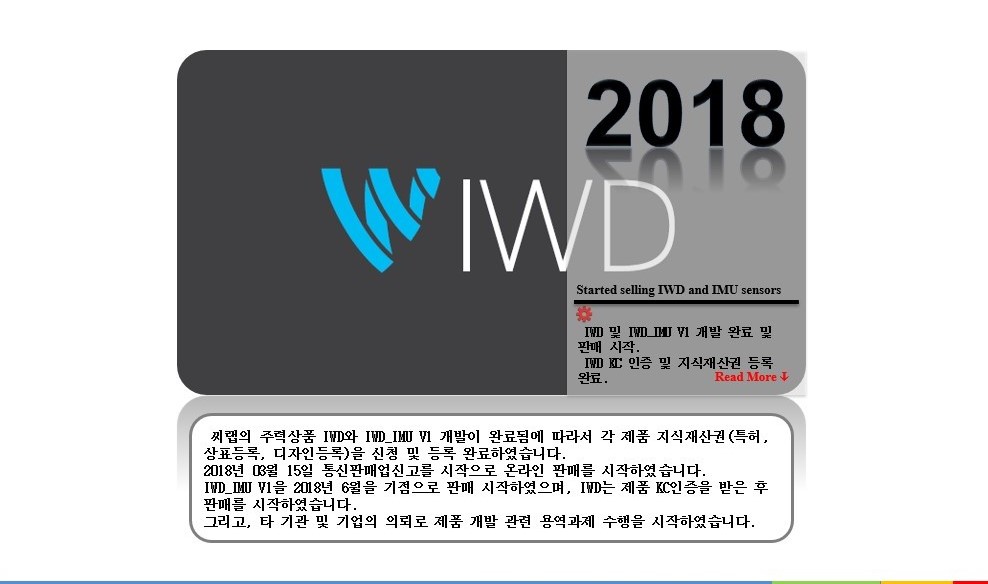 2018
IWD
Started selling IWD and IMU sensors
IWD 및 IWD_IMU V1 개발 완료 및
판매 시작.
IWD KC 인증 및 지식재산권 등록
완료.
Read More ↓
씨랩의 주력상품 IWD와 IWD_IMU V1 개발이 완료됨에 따라서 각 제품 지식재산권(특허,
상표등록, 디자인등록)을 신청 및 등록 완료하였습니다.
2018년 03월 15일 통신판매업신고를 시작으로 온라인 판매를 시작하였습니다.
IWD_IMU V1을 2018년 6월을 기점으로 판매 시작하였으며, IWD는 제품 KC인증을 받은 후
판매를 시작하였습니다.
그리고, 타 기관 및 기업의 의뢰로 제품 개발 관련 용역과제 수행을 시작하였습니다.